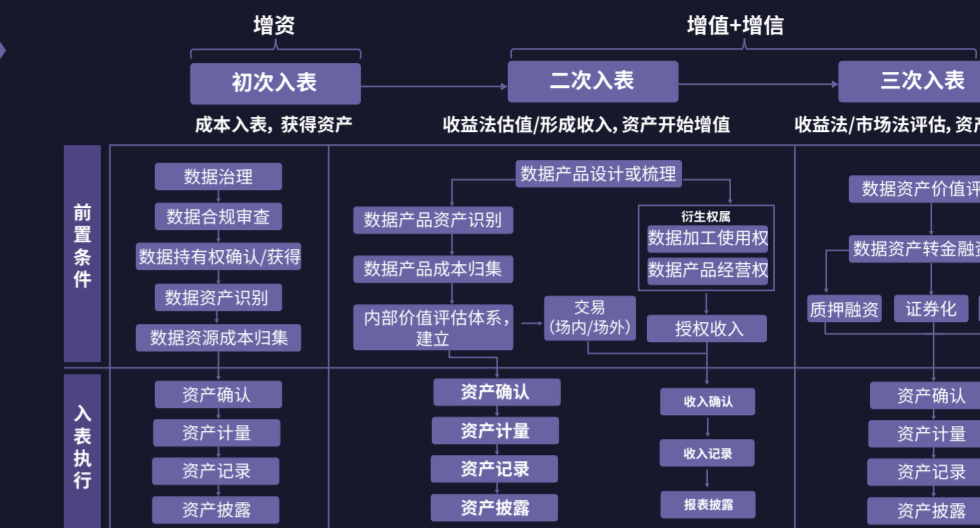 增资
增值+增信
初次入表
二次入表
三次入表
成本入表，获得资产
收益法估值/形成收入，资产开始增值
收益法/市场法评估，资产
前置条件
数据治理
数据合规审查
数据持有权确认/获得
数据资产识别
数据资源成本归集
数据产品设计或梳理
数据产品资产识别
数据产品成本归集
内部价值评估体系，
建立
交易
（场内/场外）
衍生权属
数据加工使用权
数据产品经营权
授权收入
数据资产价值评
数据资产转金融资
质押融资
证券化
入表执行
资产确认
资产计量
资产记录
资产披露
资产确认
资产计量
资产记录
资产披露
收入确认
收入记录
报表披露
资产确认
资产计量
资产记录
资产披露